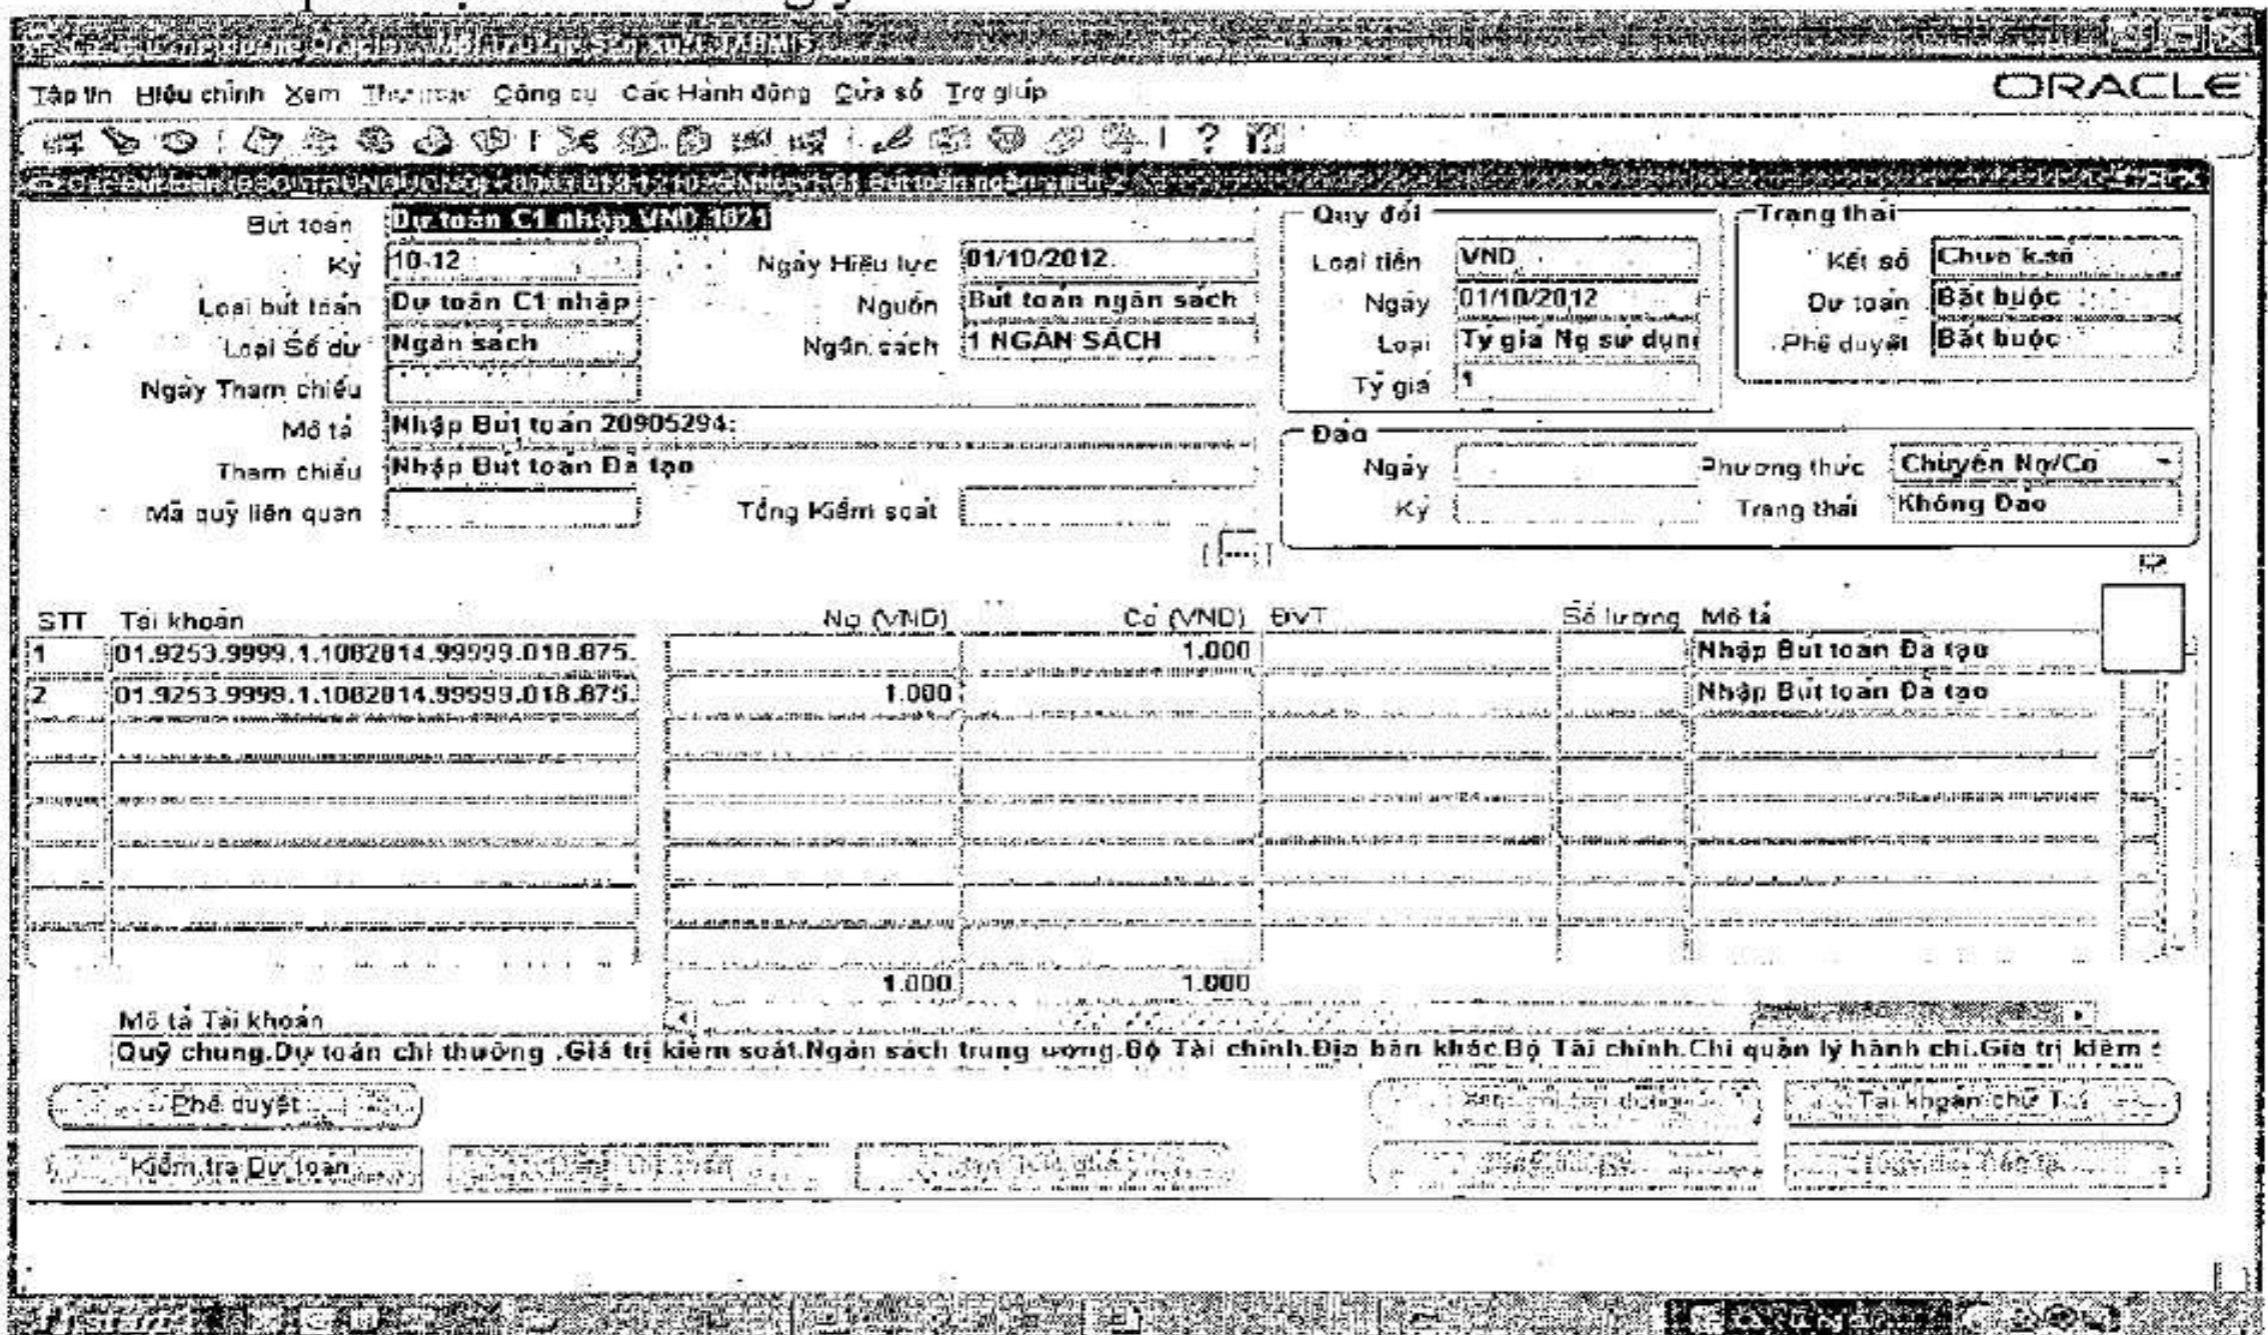 Tập tin Hiệu chỉnh Xem Thư mục Công cụ Các Hành động Cửa sổ Trợ giúp
ORACLE
Bút toán Dự toán C1 nhập VND 1021
Kỳ 10-12 Ngày Hiệu lực 01/10/2012
Loại bút toán Dự toán C1 nhập Nguồn Bút toán ngân sách
Loại Số dư Ngân sách Ngân sách 1 NGÂN SÁCH
Ngày Tham chiếu
Mô tả Nhập Bút toán 20905294:
Tham chiếu Nhập Bút toán Đã tạo
Mã quỹ liên quan Tổng Kiểm soát
Quy đổi
Loại tiền VND
Ngày 01/10/2012
Loại Tỷ giá Ng sử dụng
Tỷ giá 1
Trạng thái
Kết sổ Chưa k.sổ
Dự toán Bắt buộc
Phê duyệt Bắt buộc
Đảo
Ngày Phương thức Chuyển Nợ/Có
Kỳ Trạng thái Không Đảo
STT Tài khoản Nợ (VND) Có (VND) ĐVT Số lượng Mô tả
1 01.9253.9999.1.1082814.99999.018.875. 1.000 Nhập Bút toán Đã tạo
2 01.9253.9999.1.1082814.99999.018.875. 1.000 Nhập Bút toán Đã tạo
1.000 1.000
Mô tả Tài khoản
Quỹ chung.Dự toán chi thường .Giá trị kiểm soát.Ngân sách trung ương.Bộ Tài chính.Địa bàn khác.Bộ Tài chính.Chi quản lý hành chí.Giá trị kiểm
Phê duyệt Tài khoản chữ T
Kiểm tra Dự toán